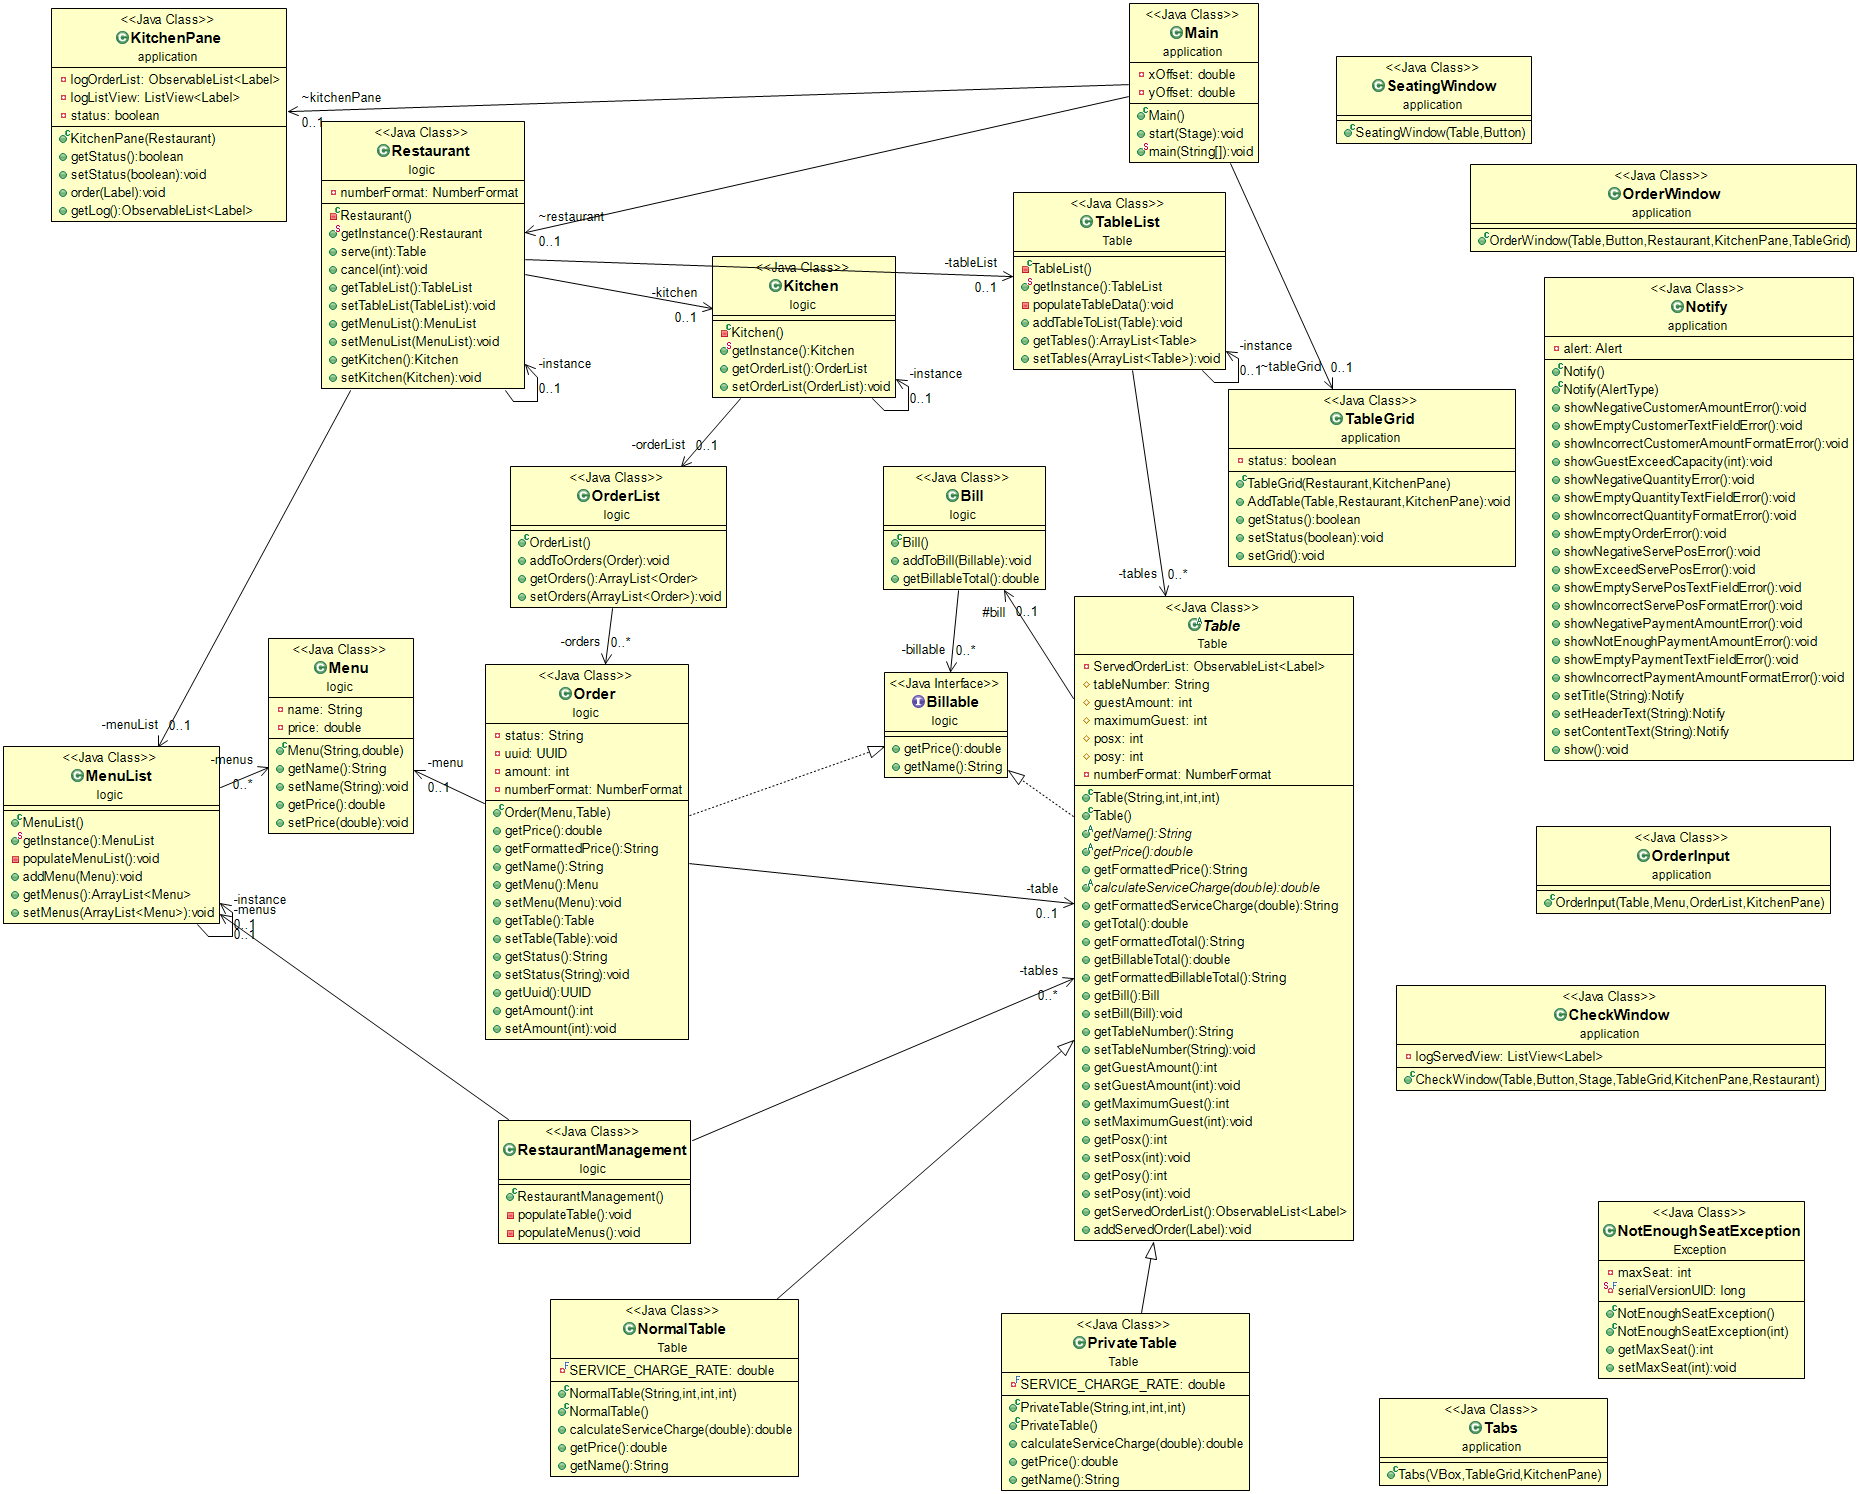 <<Java Class>>
KitchenPane
application
logOrderList: ObservableList<Label>
logListView: ListView<Label>
status: boolean
KitchenPane(Restaurant)
getStatus():boolean
setStatus(boolean):void
order(Label):void
getLog():ObservableList<Label>
~kitchenPane
0..1
<<Java Class>>
Main
application
xOffset: double
yOffset: double
Main()
start(Stage):void
main(String[]):void
<<Java Class>>
SeatingWindow
application
SeatingWindow(Table,Button)
<<Java Class>>
OrderWindow
application
OrderWindow(Table,Button,Restaurant,KitchenPane,TableGrid)
<<Java Class>>
Restaurant
logic
numberFormat: NumberFormat
Restaurant()
getInstance():Restaurant
serve(int):Table
cancel(int):void
getTableList():TableList
setTableList(TableList):void
getMenuList():MenuList
setMenuList(MenuList):void
getKitchen():Kitchen
setKitchen(Kitchen):void
~restaurant
0..1
-instance
0..1
-kitchen
0..1
-tableList
0..1
<<Java Class>>
Kitchen
logic
Kitchen()
getInstance():Kitchen
getOrderList():OrderList
setOrderList(OrderList):void
-instance
0..1
<<Java Class>>
TableList
Table
TableList()
getInstance():TableList
populateTableData():void
addTableToList(Table):void
getTables():ArrayList<Table>
setTables(ArrayList<Table>):void
-instance
0..1
~tableGrid
0..1
<<Java Class>>
TableGrid
application
status: boolean
TableGrid(Restaurant,KitchenPane)
AddTable(Table,Restaurant,KitchenPane):void
getStatus():boolean
setStatus(boolean):void
setGrid():void
<<Java Class>>
Notify
application
alert: Alert
Notify()
Notify(AlertType)
showNegativeCustomerAmountError():void
showEmptyCustomerTextFieldError():void
showIncorrectCustomerAmountFormatError():void
showGuestExceedCapacity(int):void
showNegativeQuantityError():void
showEmptyQuantityTextFieldError():void
showIncorrectQuantityFormatError():void
showEmptyOrderError():void
showNegativeServePosError():void
showExceedServePosError():void
showEmptyServePosTextFieldError():void
showIncorrectServePosFormatError():void
showNegativePaymentAmountError():void
showNotEnoughPaymentAmountError():void
showEmptyPaymentTextFieldError():void
showIncorrectPaymentAmountFormatError():void
setTitle(String):Notify
setHeaderText(String):Notify
setContentText(String):Notify
show():void
-orderList
0..1
<<Java Class>>
OrderList
logic
OrderList()
addToOrders(Order):void
getOrders():ArrayList<Order>
setOrders(ArrayList<Order>):void
-orders
0..*
<<Java Class>>
Bill
logic
Bill()
addToBill(Billable):void
getBillableTotal():double
#bill
0..1
-billable
0..*
<<Java Interface>>
Billable
logic
getPrice():double
getName():String
-tables
0..*
<<Java Class>>
Table
Table
ServedOrderList: ObservableList<Label>
tableNumber: String
guestAmount: int
maximumGuest: int
posx: int
posy: int
numberFormat: NumberFormat
Table(String,int,int,int)
Table()
getName():String
getPrice():double
getFormattedPrice():String
calculateServiceCharge(double):double
getFormattedServiceCharge(double):String
getTotal():double
getFormattedTotal():String
getBillableTotal():double
getFormattedBillableTotal():String
getBill():Bill
setBill(Bill):void
getTableNumber():String
setTableNumber(String):void
getGuestAmount():int
setGuestAmount(int):void
getMaximumGuest():int
setMaximumGuest(int):void
getPosx():int
setPosx(int):void
getPosy():int
setPosy(int):void
getServedOrderList():ObservableList<Label>
addServedOrder(Label):void
<<Java Class>>
Menu
logic
name: String
price: double
Menu(String,double)
getName():String
setName(String):void
getPrice():double
setPrice(double):void
-menuList
0..1
-menus
0..*
-menu
0..1
<<Java Class>>
MenuList
logic
MenuList()
getInstance():MenuList
populateMenuList():void
addMenu(Menu):void
getMenus():ArrayList<Menu>
setMenus(ArrayList<Menu>):void
-instance
-menus
0..1
0..1
<<Java Class>>
Order
logic
status: String
uuid: UUID
amount: int
numberFormat: NumberFormat
Order(Menu,Table)
getPrice():double
getFormattedPrice():String
getName():String
getMenu():Menu
setMenu(Menu):void
getTable():Table
setTable(Table):void
getStatus():String
setStatus(String):void
getUuid():UUID
getAmount():int
setAmount(int):void
-table
0..1
-tables
0..*
<<Java Class>>
OrderInput
application
OrderInput(Table,Menu,OrderList,KitchenPane)
<<Java Class>>
CheckWindow
application
logServedView: ListView<Label>
CheckWindow(Table,Button,Stage,TableGrid,KitchenPane,Restaurant)
<<Java Class>>
RestaurantManagement
logic
RestaurantManagement()
populateTable():void
populateMenus():void
<<Java Class>>
NotEnoughSeatException
Exception
maxSeat: int
serialVersionUID: long
NotEnoughSeatException()
NotEnoughSeatException(int)
getMaxSeat():int
setMaxSeat(int):void
<<Java Class>>
NormalTable
Table
SERVICE_CHARGE_RATE: double
NormalTable(String,int,int,int)
NormalTable()
calculateServiceCharge(double):double
getPrice():double
getName():String
<<Java Class>>
PrivateTable
Table
SERVICE_CHARGE_RATE: double
PrivateTable(String,int,int,int)
PrivateTable()
calculateServiceCharge(double):double
getPrice():double
getName():String
<<Java Class>>
Tabs
application
Tabs(VBox,TableGrid,KitchenPane)